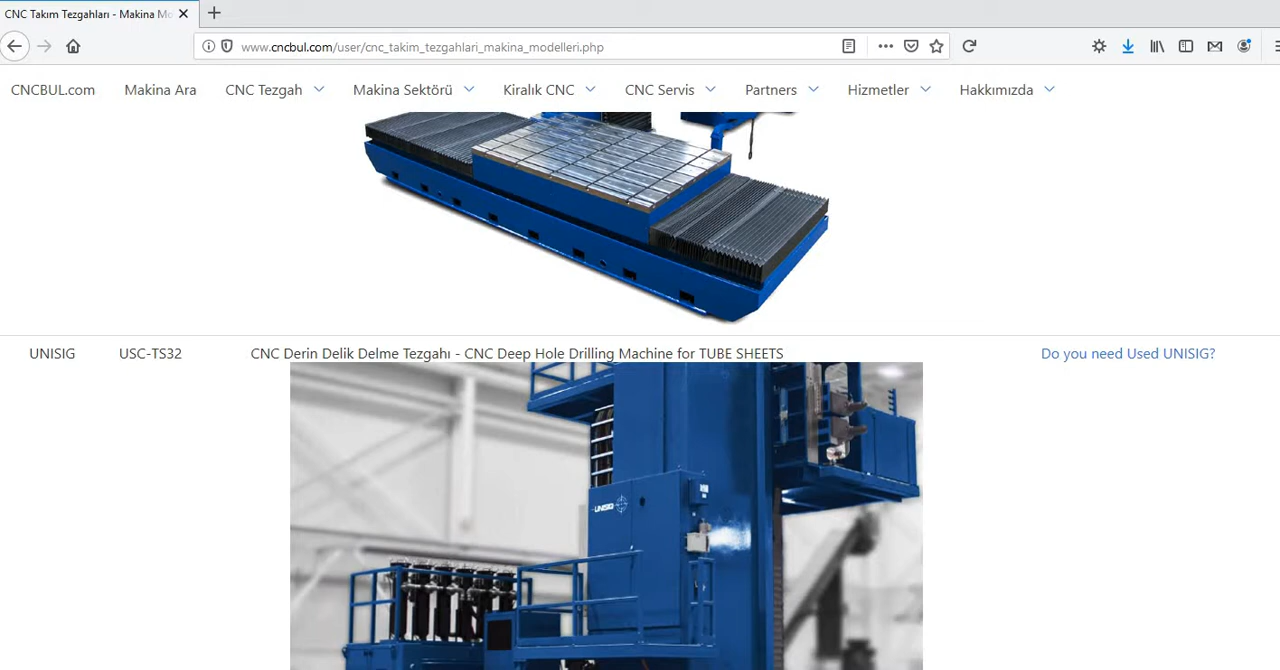 CNC Takım Tezgahları - Makina Mo
www.cncbul.com/user/cnc_takim_tezgahlari_makina_modelleri.php
CNCBUL.com Makina Ara CNC Tezgah Makina Sektörü Kiralık CNC CNC Servis Partners Hizmetler Hakkımızda
UNISIG USC-TS32 CNC Derin Delik Delme Tezgahı - CNC Deep Hole Drilling Machine for TUBE SHEETS Do you need Used UNISIG?
UNISIG